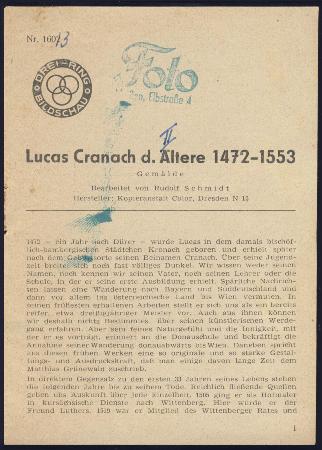 Nr. 1602/3
DREI-RING
BILDSCHAU
Foto
Elbstraße 4
II
Lucas Cranach d. Ältere 1472–1553
Gemälde
Bearbeitet von Rudolf Schmidt
Hersteller: Kopieranstalt Color, Dresden N 15
1472 – ein Jahr nach Dürer – wurde Lucas in dem damals bischöf-
lich-bambergischen Städtchen Kronach geboren und erhielt später
nach dem Geburtsorte seinen Beinamen Cranach. Über seine Jugend-
zeit breitet sich noch fast völliges Dunkel. Wir wissen weder seinen
Namen, noch kennen wir seinen Vater, noch seinen Lehrer oder die
Schule, in der er seine erste Ausbildung erhielt. Spärliche Nachrich-
ten lassen eine Wanderung nach Bayern und Süddeutschland und
dann vor allem ins österreichische Land bis Wien vermuten. In
seinen frühesten erhaltenen Arbeiten stellt er sich uns als ein bereits
reifer, etwa dreißigjähriger Meister vor. Auch aus ihnen können
wir deshalb nichts Bestimmtes über seinen künstlerischen Werde-
gang erfahren. Aber sein feines Naturgefühl und die Innigkeit, mit
der er es vorträgt, erinnert an die Donauschule und bekräftigt die
Annahme seiner Wanderung donauabwärts bis Wien. Daneben spricht
aus diesen frühen Werken eine so originale und so starke Gestal-
tungs- und Ausdruckskraft, daß man einige davon lange Zeit dem
Matthias Grünewald zuschrieb.
In direktem Gegensatz zu den ersten 33 Jahren seines Lebens stehen
die folgenden Jahre bis zu seinem Tode. Reichlich fließende Quellen
geben uns Auskunft über jede Einzelheit. 1505 ging er als Hofmaler
in kursächsische Dienste nach Wittenberg. Hier wurde er der
Freund Luthers. 1519 war er Mitglied des Wittenberger Rates und
1